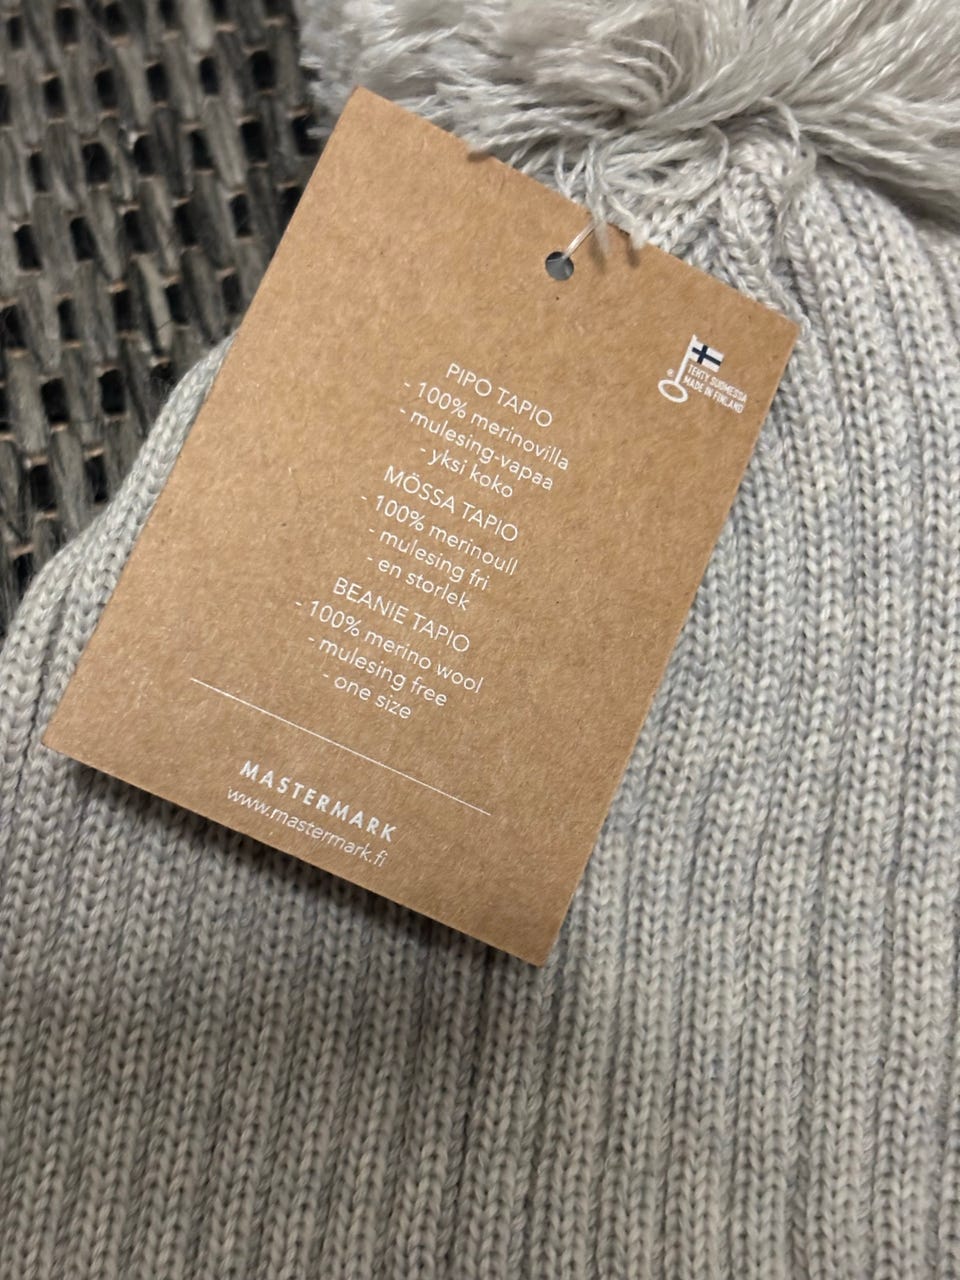 ® TEHTY SUOMESSA
MADE IN FINLAND
PIPO TAPIO
- 100% merinovilla
- mulesing-vapaa
- yksi koko
MÖSSA TAPIO
- 100% merinoull
- mulesing fri
- en storlek
BEANIE TAPIO
- 100% merino wool
- mulesing free
- one size
MASTERMARK
www.mastermark.fi